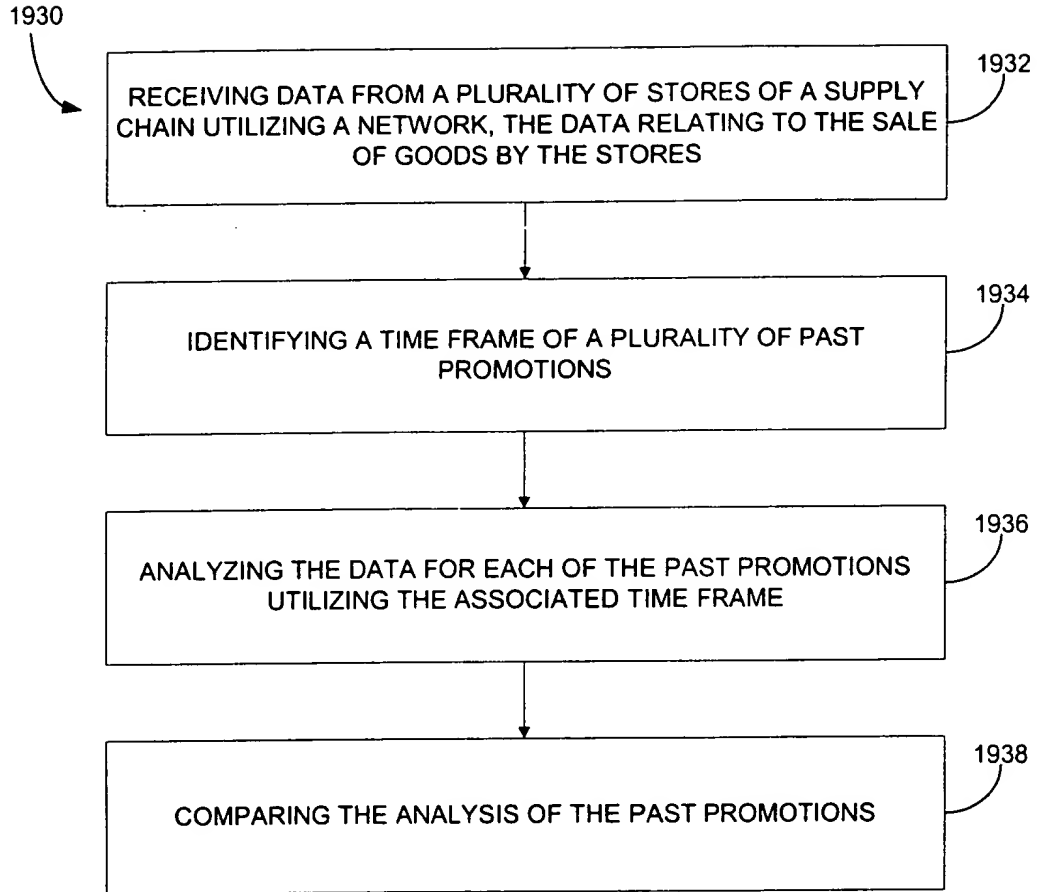 1930
1932
RECEIVING DATA FROM A PLURALITY OF STORES OF A SUPPLY
CHAIN UTILIZING A NETWORK, THE DATA RELATING TO THE SALE
OF GOODS BY THE STORES
1934
IDENTIFYING A TIME FRAME OF A PLURALITY OF PAST
PROMOTIONS
1936
ANALYZING THE DATA FOR EACH OF THE PAST PROMOTIONS
UTILIZING THE ASSOCIATED TIME FRAME
1938
COMPARING THE ANALYSIS OF THE PAST PROMOTIONS